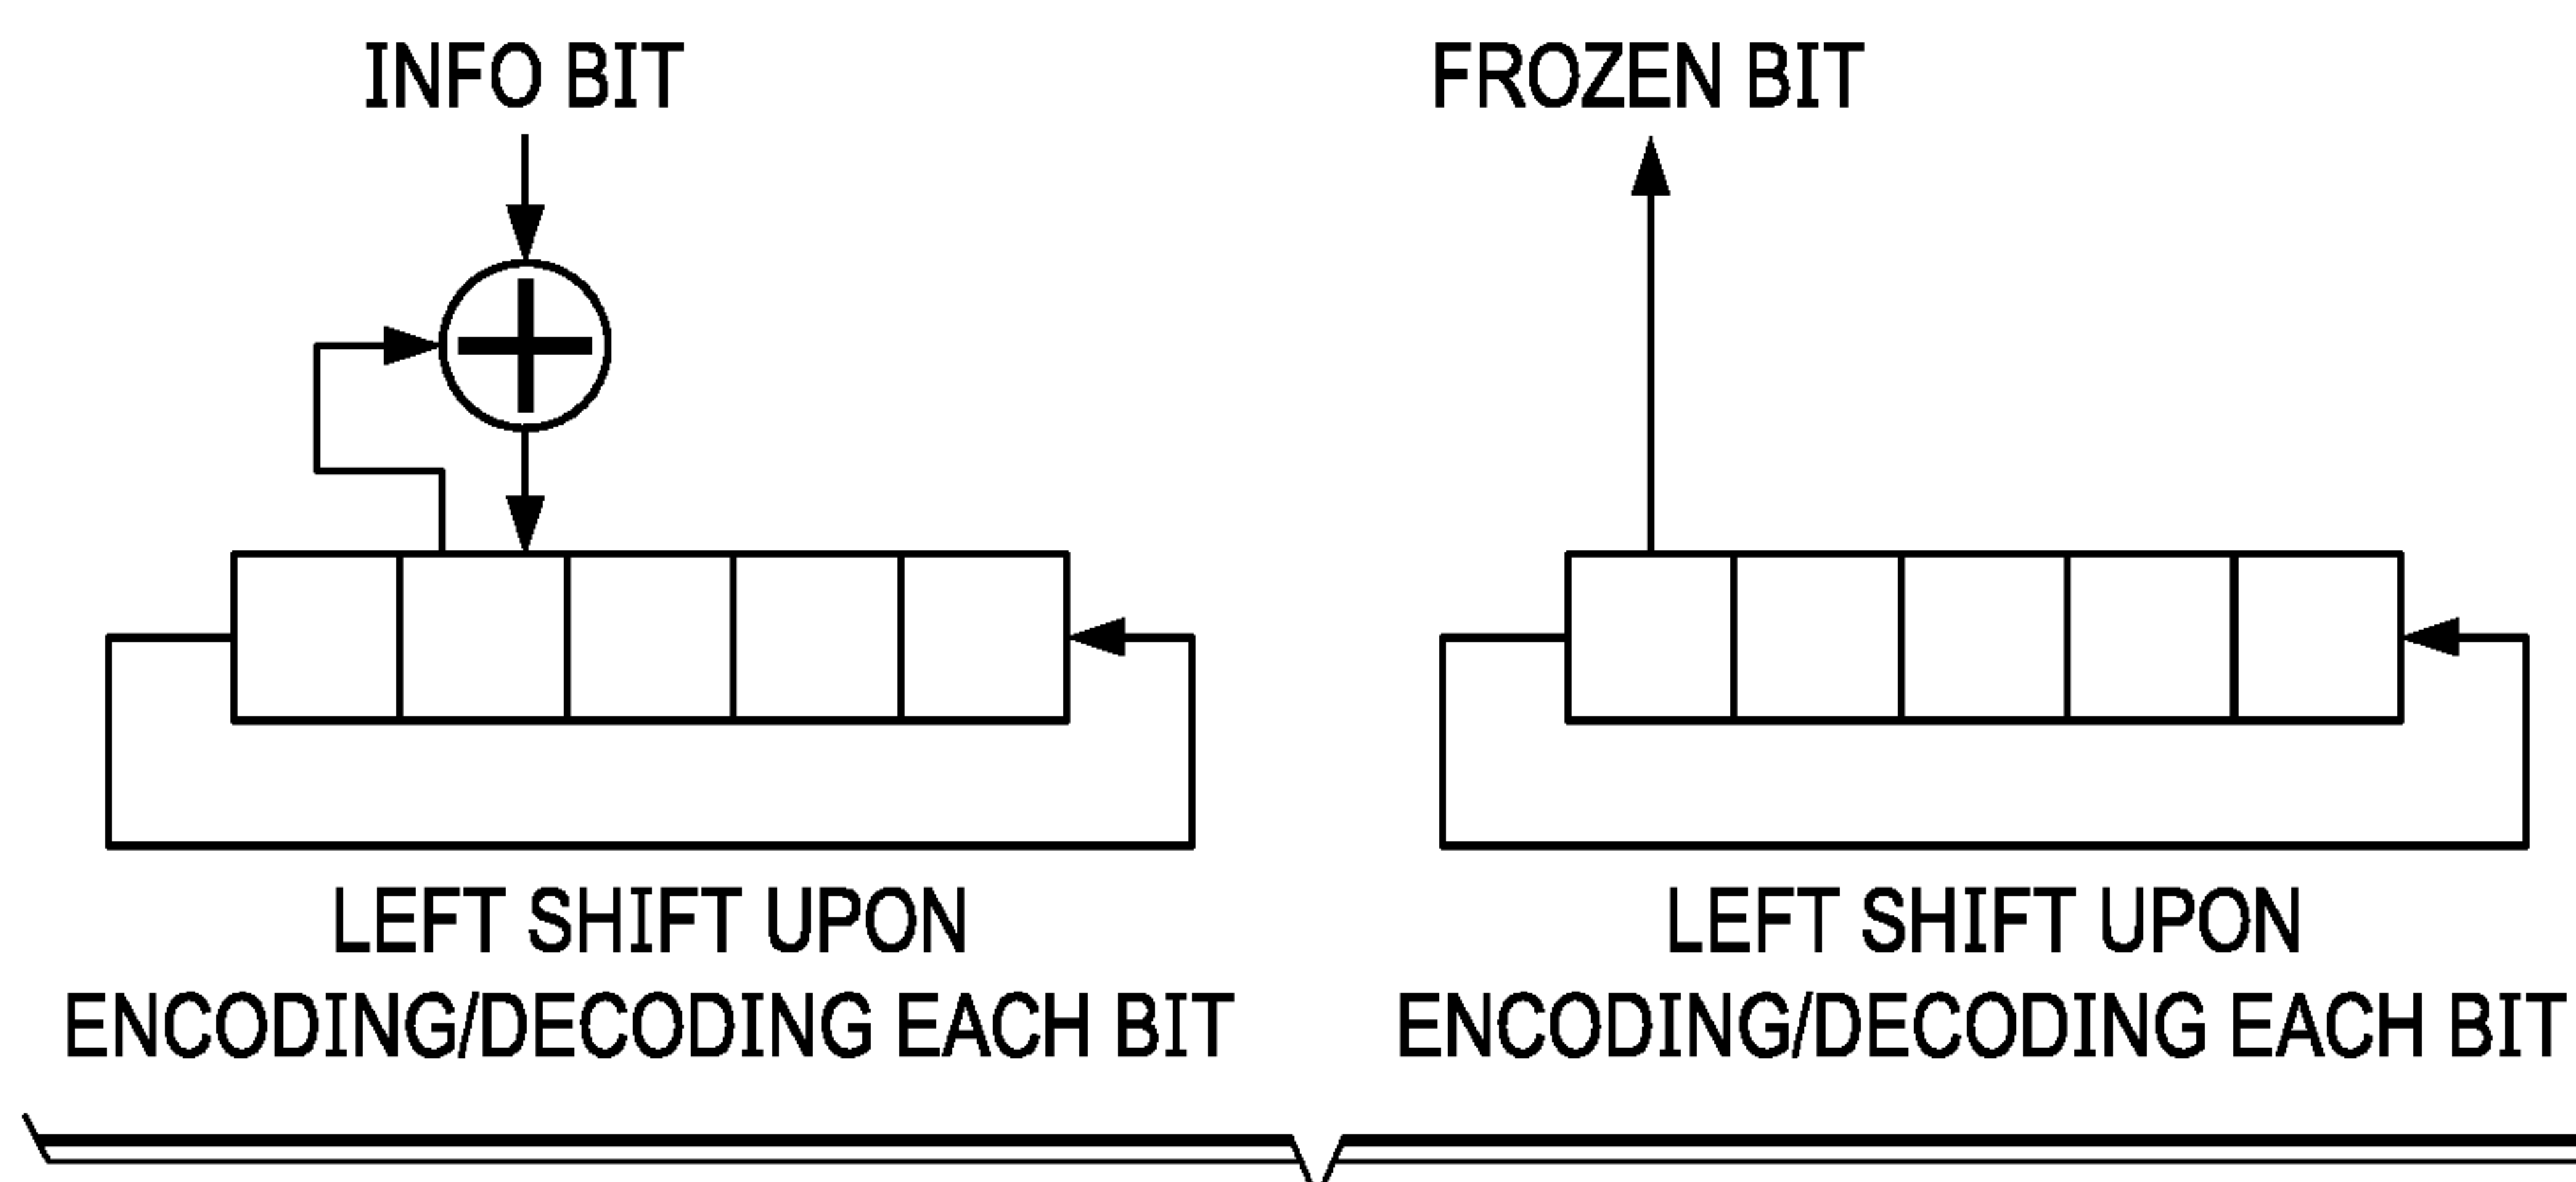 INFO BIT
FROZEN BIT
LEFT SHIFT UPON
ENCODING/DECODING EACH BIT
LEFT SHIFT UPON
ENCODING/DECODING EACH BIT